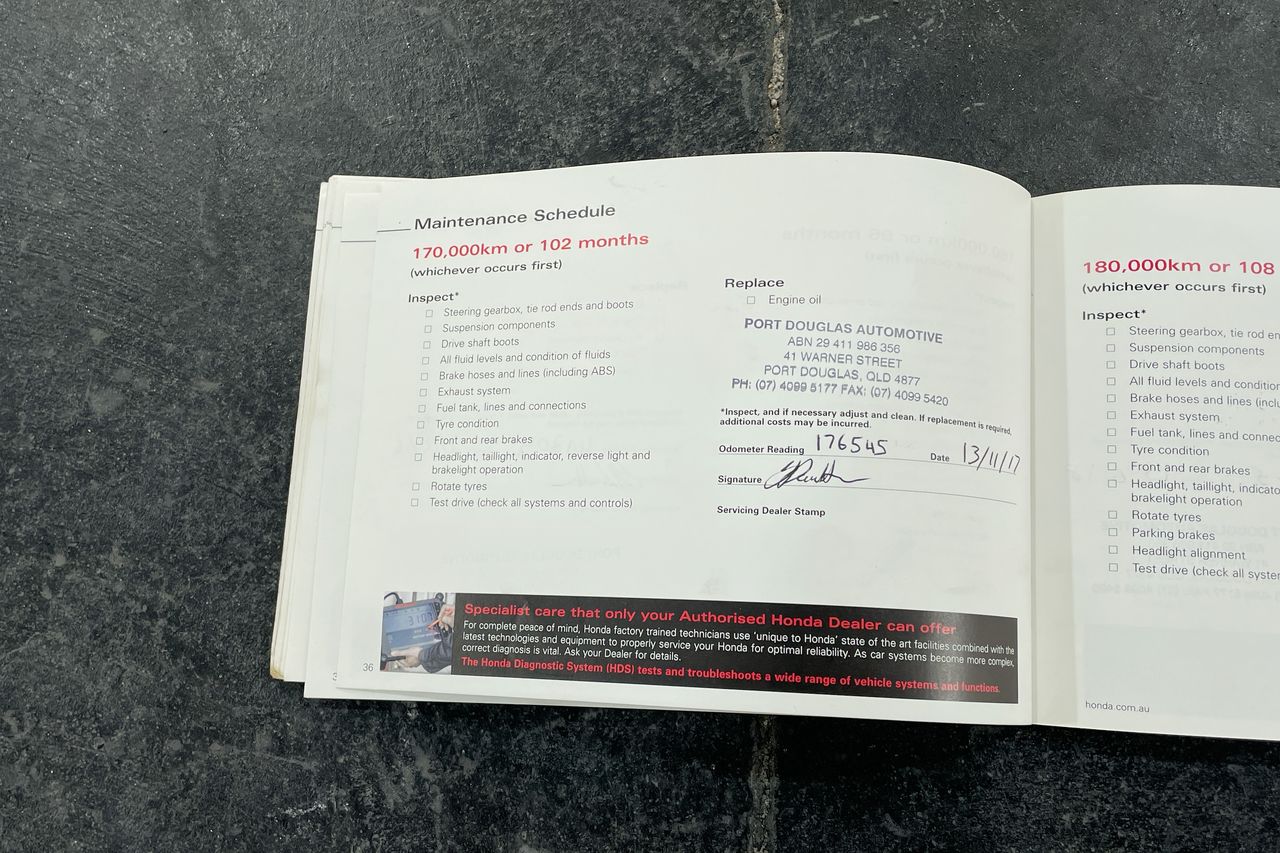 Maintenance Schedule
170,000km or 102 months
(whichever occurs first)
Inspect*
Steering gearbox, tie rod ends and boots
Suspension components
Drive shaft boots
All fluid levels and condition of fluids
Brake hoses and lines (including ABS)
Exhaust system
Fuel tank, lines and connections
Tyre condition
Front and rear brakes
Headlight, taillight, indicator, reverse light and
brakelight operation
Rotate tyres
Test drive (check all systems and controls)
Replace
Engine oil
PORT DOUGLAS AUTOMOTIVE
ABN 29 411 986 356
41 WARNER STREET
PORT DOUGLAS, QLD 4877
PH: (07) 4099 5177 FAX: (07) 4099 5420
*Inspect, and if necessary adjust and clean. If replacement is required,
additional costs may be incurred.
Odometer Reading 176545 Date 13/11/17
Signature
Servicing Dealer Stamp
Specialist care that only your Authorised Honda Dealer can offer
For complete peace of mind, Honda factory trained technicians use 'unique to Honda' state of the art facilities combined with the
latest technologies and equipment to properly service your Honda for optimal reliability. As car systems become more complex,
correct diagnosis is vital. Ask your Dealer for details.
The Honda Diagnostic System (HDS) tests and troubleshoots a wide range of vehicle systems and functions.
36
180,000km or 108
(whichever occurs first)
Inspect*
Steering gearbox, tie rod en
Suspension components
Drive shaft boots
All fluid levels and condition
Brake hoses and lines (inclu
Exhaust system
Fuel tank, lines and connec
Tyre condition
Front and rear brakes
Headlight, taillight, indicato
brakelight operation
Rotate tyres
Parking brakes
Headlight alignment
Test drive (check all syste
honda.com.au